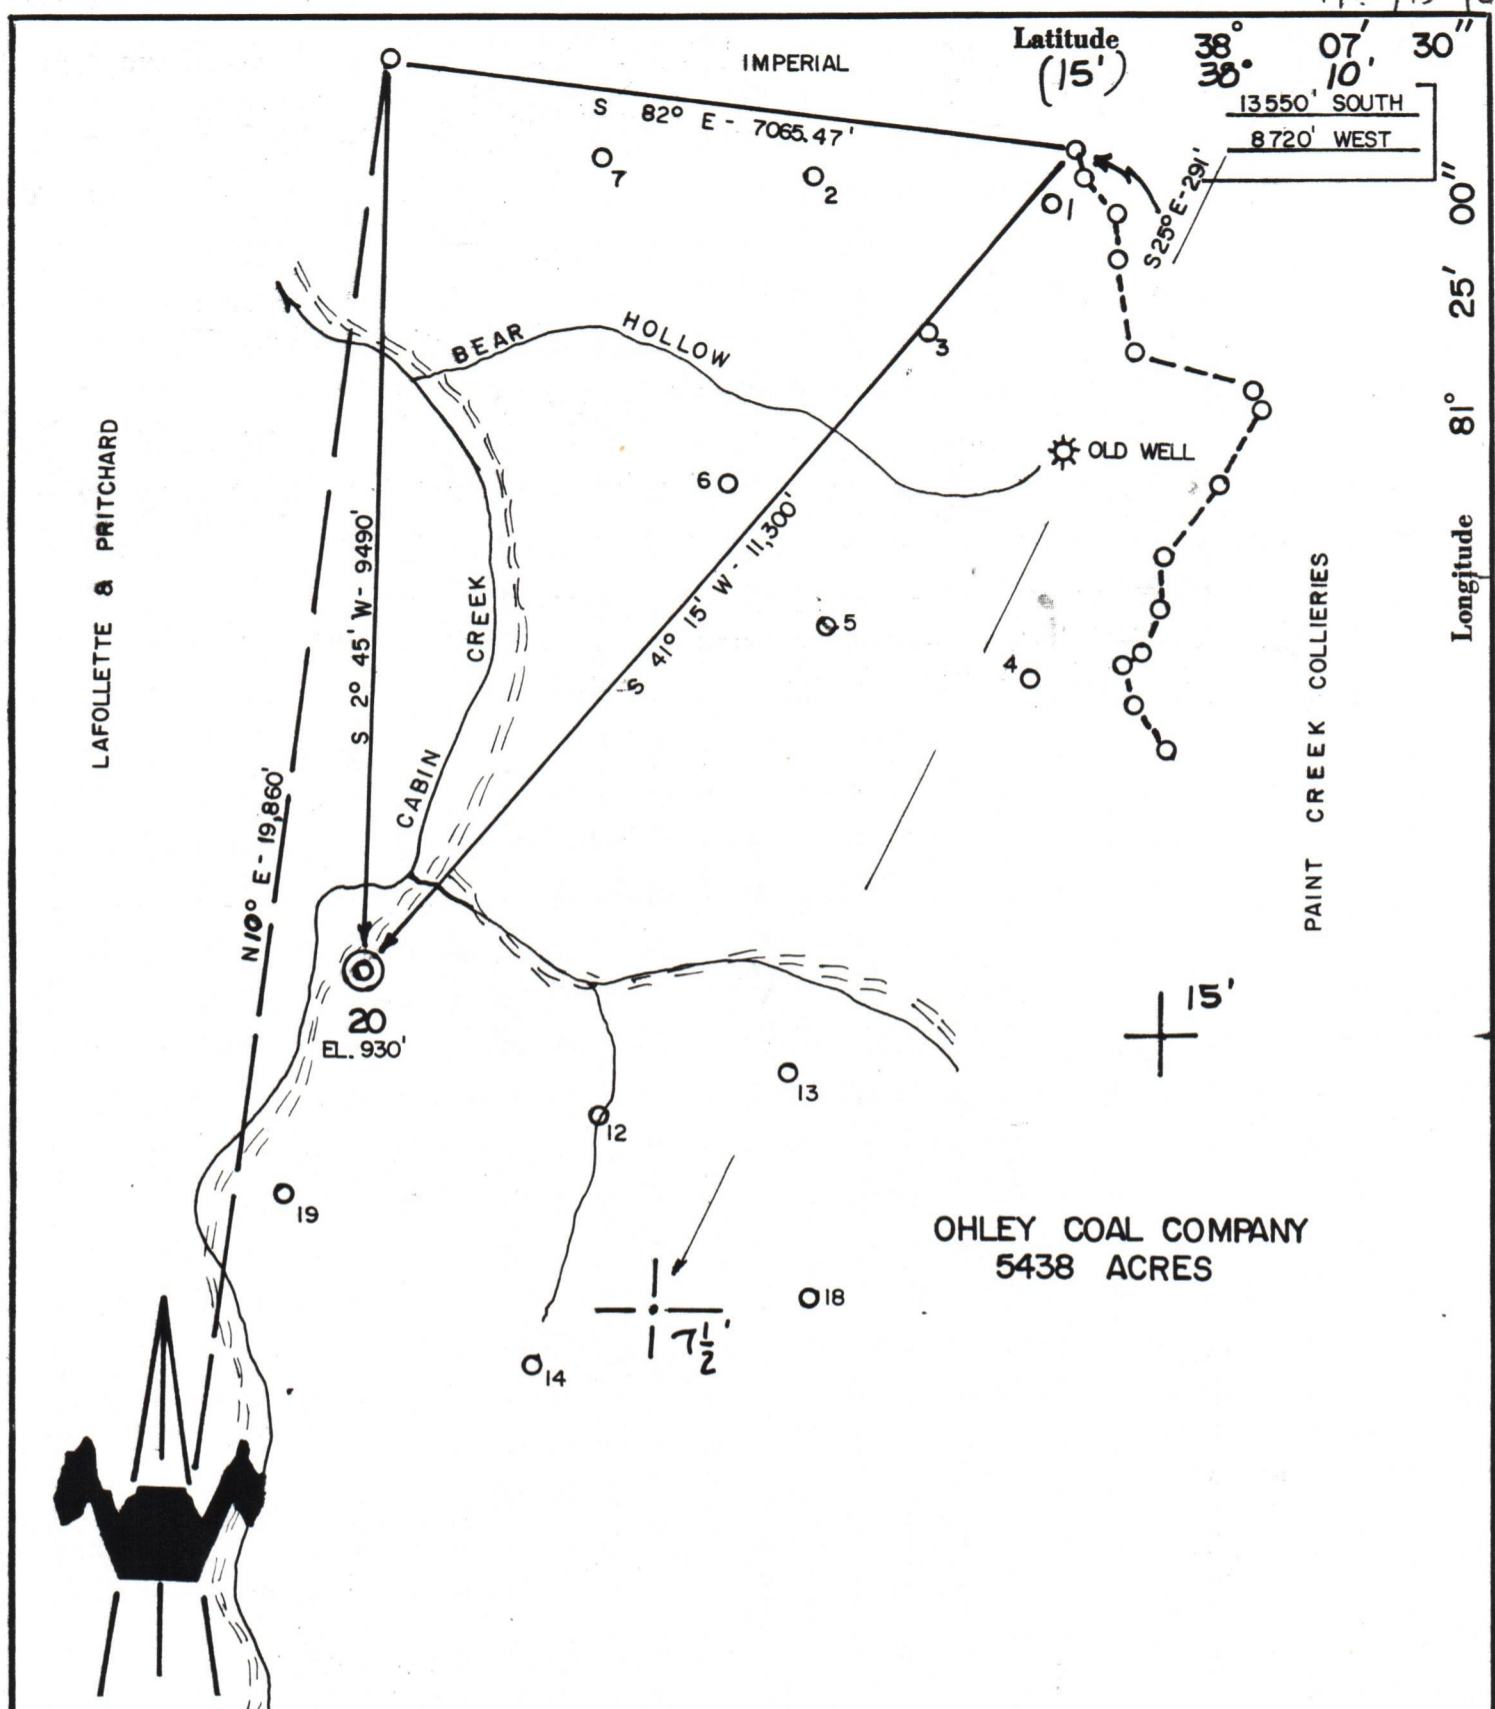 Latitude 38° 07' 30"
(15') 38° 10'
IMPERIAL
13550' SOUTH
8720' WEST
S 82° E - 7065.47'
7
2
1
S25°E-291'
Longitude 81° 25' 00"
BEAR HOLLOW
3
OLD WELL
LAFOLLETTE & PRITCHARD
6
S 2° 45' W - 9490'
S 41° 15' W - 11,300'
CABIN CREEK
5
4
PAINT CREEK COLLIERIES
N10° E - 19,860'
15'
20
EL. 930'
13
12
19
OHLEY COAL COMPANY
5438 ACRES
18
7½'
14